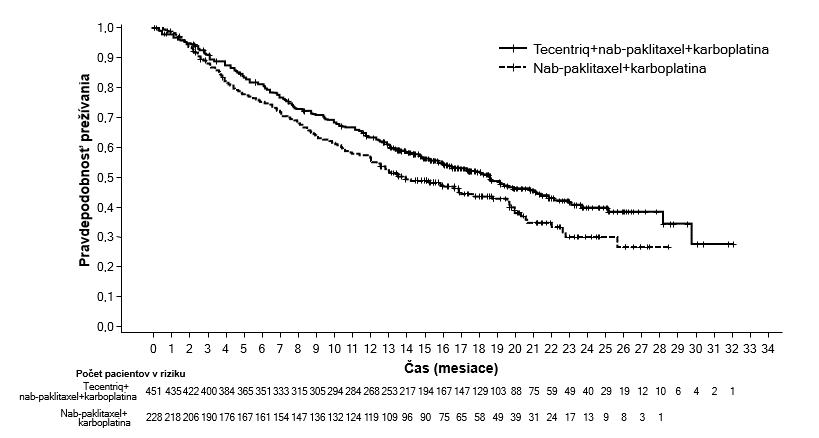 1,0
Tecentriq+nab-paklitaxel+karboplatina
Nab-paklitaxel+karboplatina
0,9
0,8
0,7
0,6
0,5
0,4
0,3
0,2
0,1
0,0
Pravdepodobnosť prežívania
0 1 2 3 4 5 6 7 8 9 10 11 12 13 14 15 16 17 18 19 20 21 22 23 24 25 26 27 28 29 30 31 32 33 34
Čas (mesiace)
Počet pacientov v riziku
Tecentriq+
nab-paklitaxel+karboplatina
451 435 422 400 384 365 351 333 315 305 294 284 268 253 217 194 167 147 129 103 88 75 59 49 40 29 19 12 10 6 4 2 1
Nab-paklitaxel+
karboplatina
228 218 206 190 176 167 161 154 147 136 132 124 119 109 96 90 75 65 58 49 39 31 24 17 13 9 8 3 1